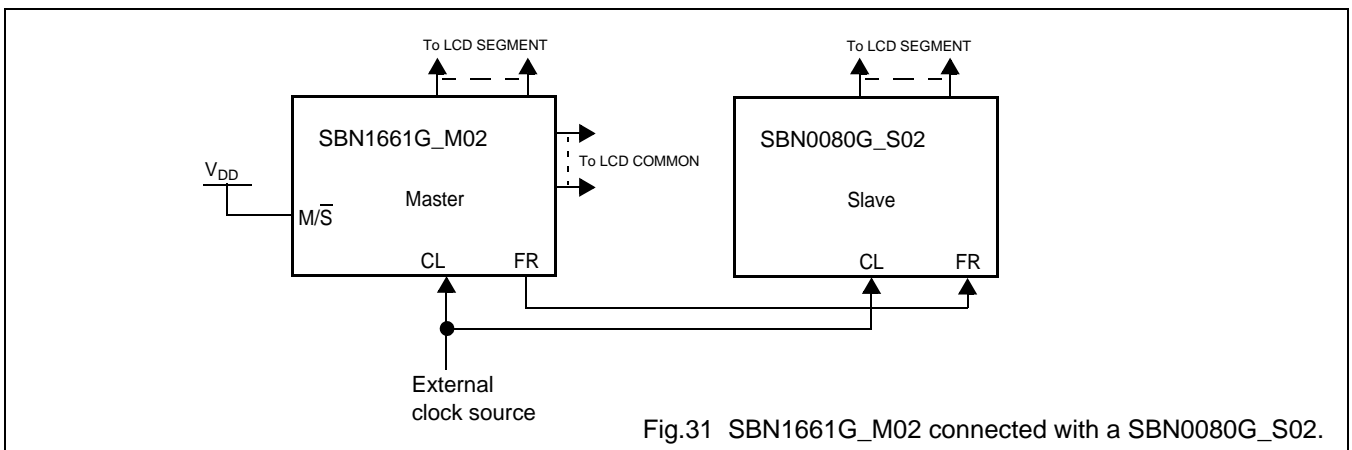 To LCD SEGMENT
To LCD SEGMENT
SBN1661G_M02
SBN0080G_S02
To LCD COMMON
VDD
Master
Slave
M/S̅
CL
FR
CL
FR
External
clock source
Fig.31 SBN1661G_M02 connected with a SBN0080G_S02.